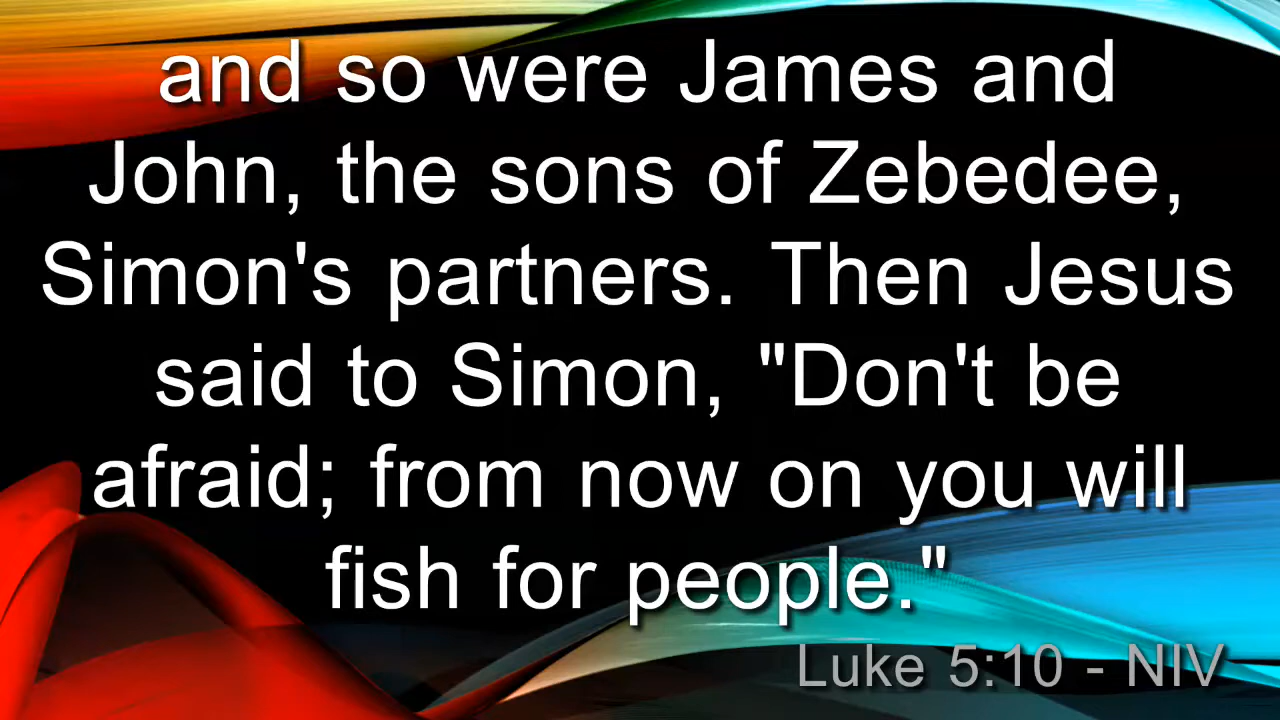 and so were James and
John, the sons of Zebedee,
Simon's partners. Then Jesus
said to Simon, "Don't be
afraid; from now on you will
fish for people."
Luke 5:10 - NIV